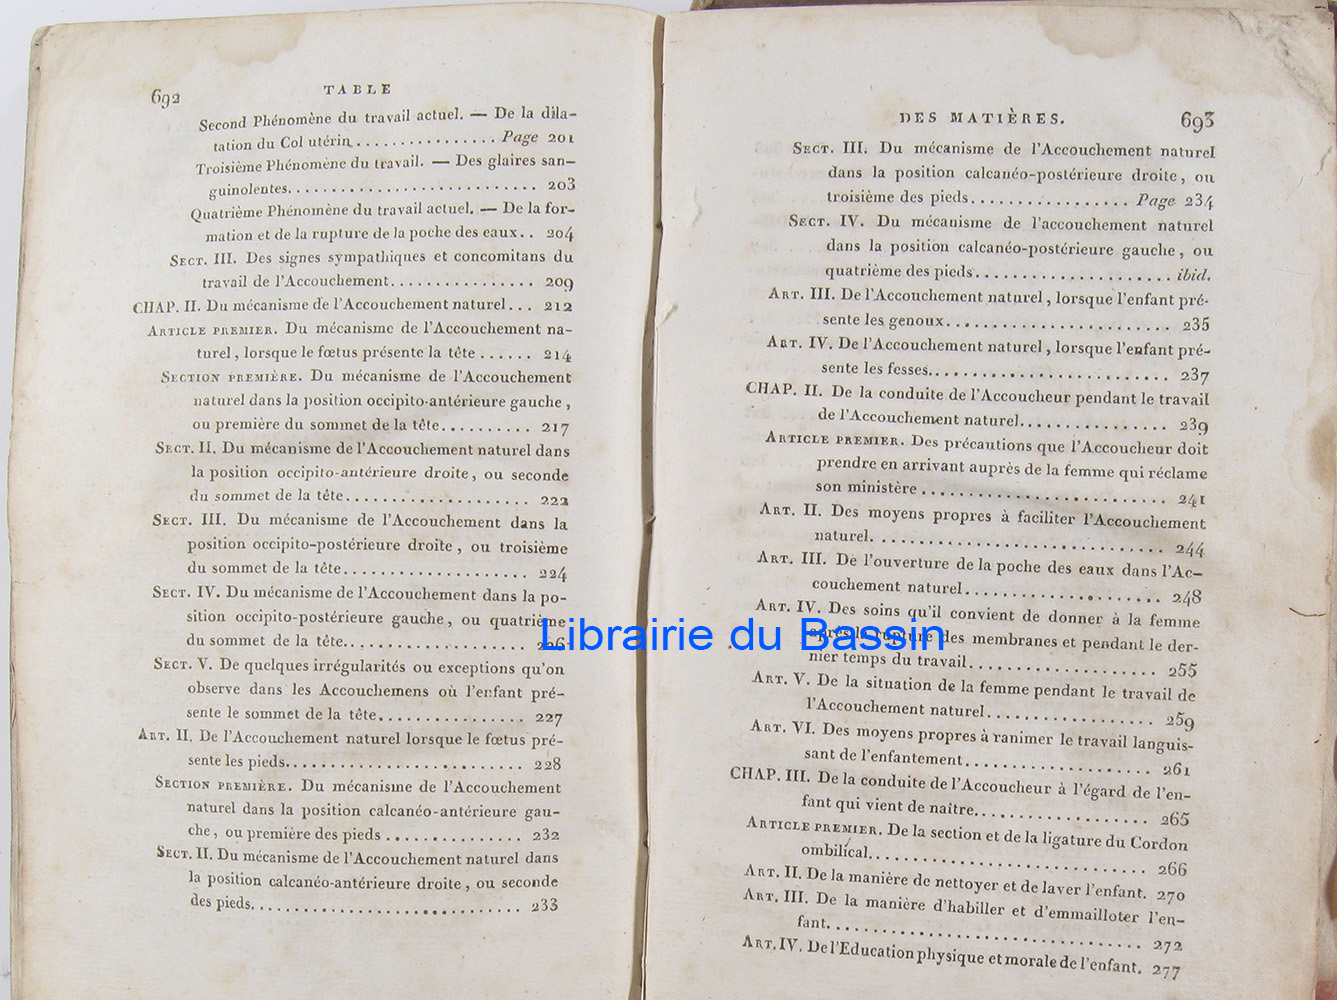 692
TABLE
Second Phénomène du travail actuel. — De la dila-
tation du Col utérin................Page 201
Troisième Phénomène du travail. — Des glaires san-
guinolentes.......................... 203
Quatrième Phénomène du travail actuel. — De la for-
mation et de la rupture de la poche des eaux.. 204
SECT. III. Des signes sympathiques et concomitans du
travail de l'Accouchement................ 209
CHAP. II. Du mécanisme de l'Accouchement naturel... 212
ARTICLE PREMIER. Du mécanisme de l'Accouchement na-
turel, lorsque le fœtus présente la tête ...... 214
SECTION PREMIÈRE. Du mécanisme de l'Accouchement
naturel dans la position occipito-antérieure gauche,
ou première du sommet de la tête.......... 217
SECT. II. Du mécanisme de l'Accouchement naturel dans
la position occipito-antérieure droite, ou seconde
du sommet de la tête.................... 222
SECT. III. Du mécanisme de l'Accouchement dans la
position occipito-postérieure droite, ou troisième
du sommet de la tête.................... 224
SECT. IV. Du mécanisme de l'Accouchement dans la po-
sition occipito-postérieure gauche, ou quatrième
du sommet de la tête....................
SECT. V. De quelques irrégularités ou exceptions qu'on
observe dans les Accouchemens où l'enfant pré-
sente le sommet de la tête................ 227
ART. II. De l'Accouchement naturel lorsque le fœtus pré-
sente les pieds.......................... 228
SECTION PREMIÈRE. Du mécanisme de l'Accouchement
naturel dans la position calcanéo-antérieure gau-
che, ou première des pieds ............... 232
SECT. II. Du mécanisme de l'Accouchement naturel dans
la position calcanéo-antérieure droite, ou seconde
des pieds.............................. 233
DES MATIÈRES.
693
SECT. III. Du mécanisme de l'Accouchement naturel
dans la position calcanéo-postérieure droite, ou
troisième des pieds.................Page 234
SECT. IV. Du mécanisme de l'accouchement naturel
dans la position calcanéo-postérieure gauche, ou
quatrième des pieds.....................ibid.
ART. III. De l'Accouchement naturel, lorsque l'enfant pré-
sente les genoux........................ 235
ART. IV. De l'Accouchement naturel, lorsque l'enfant pré-
sente les fesses.......................... 237
CHAP. II. De la conduite de l'Accoucheur pendant le travail
de l'Accouchement naturel................ 239
ARTICLE PREMIER. Des précautions que l'Accoucheur doit
prendre en arrivant auprès de la femme qui réclame
son ministère .......................... 241
ART. II. Des moyens propres à faciliter l'Accouchement
naturel................................ 244
ART. III. De l'ouverture de la poche des eaux dans l'Ac-
couchement naturel..................... 248
ART. IV. Des soins qu'il convient de donner à la femme
après la rupture des membranes et pendant le der-
nier temps du travail..................... 255
ART. V. De la situation de la femme pendant le travail de
l'Accouchement naturel.................. 259
ART. VI. Des moyens propres à ranimer le travail languis-
sant de l'enfantement.................... 261
CHAP. III. De la conduite de l'Accoucheur à l'égard de l'en-
fant qui vient de naître.................. 265
ARTICLE PREMIER. De la section et de la ligature du Cordon
ombilical.............................. 266
ART. II. De la manière de nettoyer et de laver l'enfant. 270
ART. III. De la manière d'habiller et d'emmailloter l'en-
fant.................................. 272
ART. IV. De l'Education physique et morale de l'enfant. 277
Librairie du Bassin